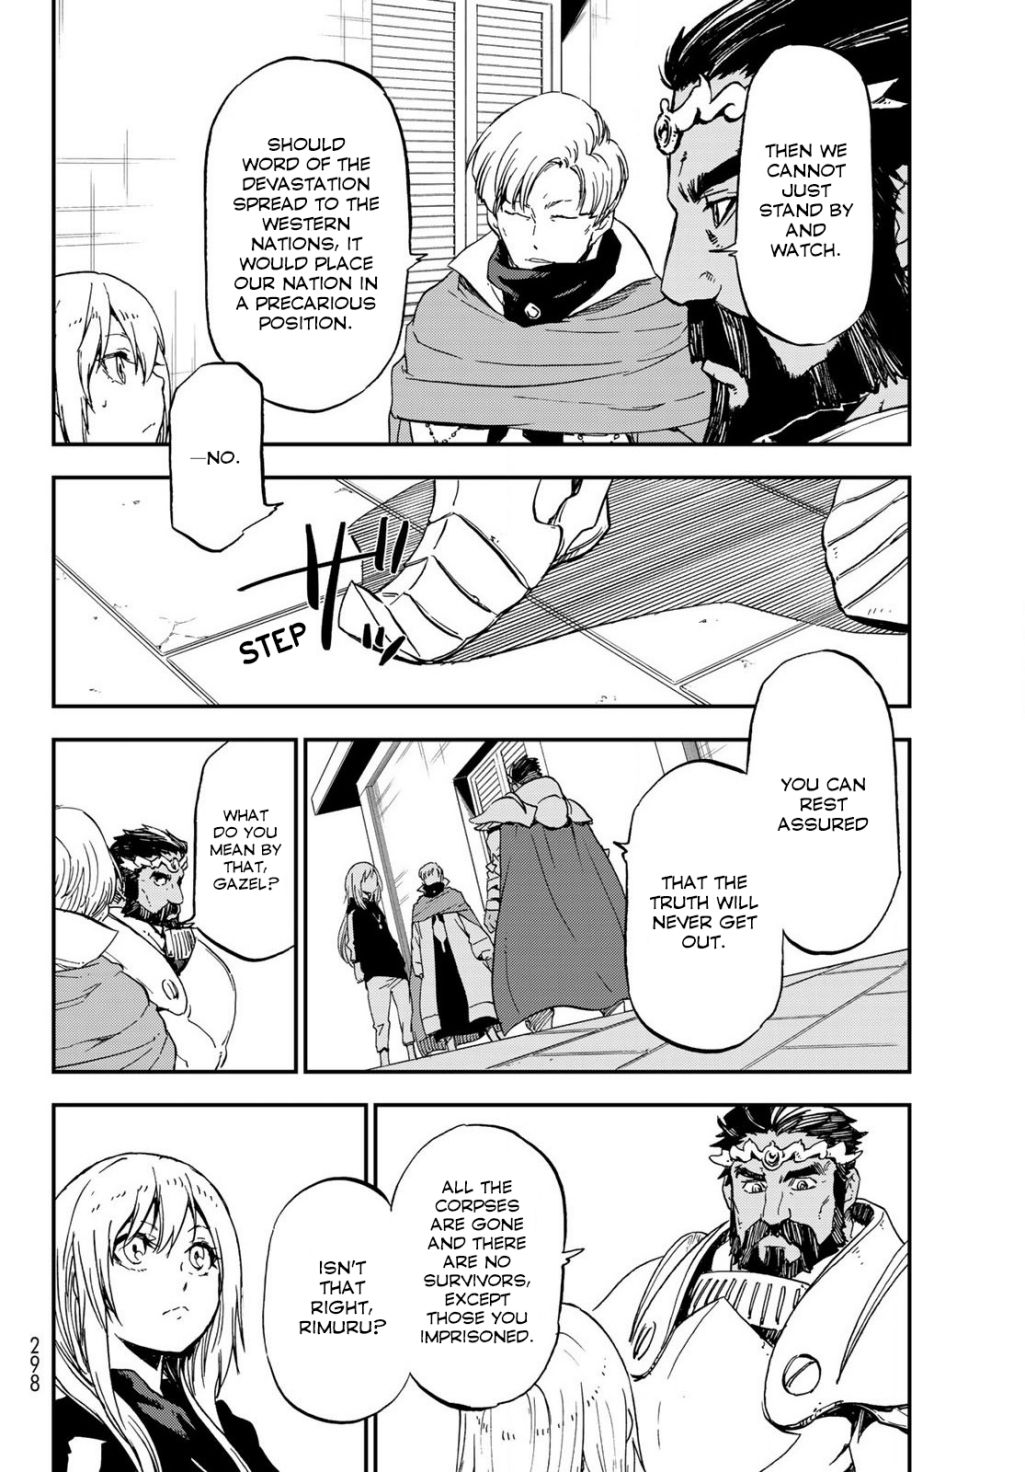 THEN WE
CANNOT
JUST
STAND BY
AND
WATCH.
SHOULD
WORD OF THE
DEVASTATION
SPREAD TO THE
WESTERN
NATIONS, IT
WOULD PLACE
OUR NATION IN
A PRECARIOUS
POSITION.
—NO.
STEP
YOU CAN
REST
ASSURED
THAT THE
TRUTH WILL
NEVER GET
OUT.
WHAT
DO YOU
MEAN BY
THAT,
GAZEL?
ALL THE
CORPSES
ARE GONE
AND THERE
ARE NO
SURVIVORS,
EXCEPT
THOSE YOU
IMPRISONED.
ISN'T
THAT
RIGHT,
RIMURU?
298